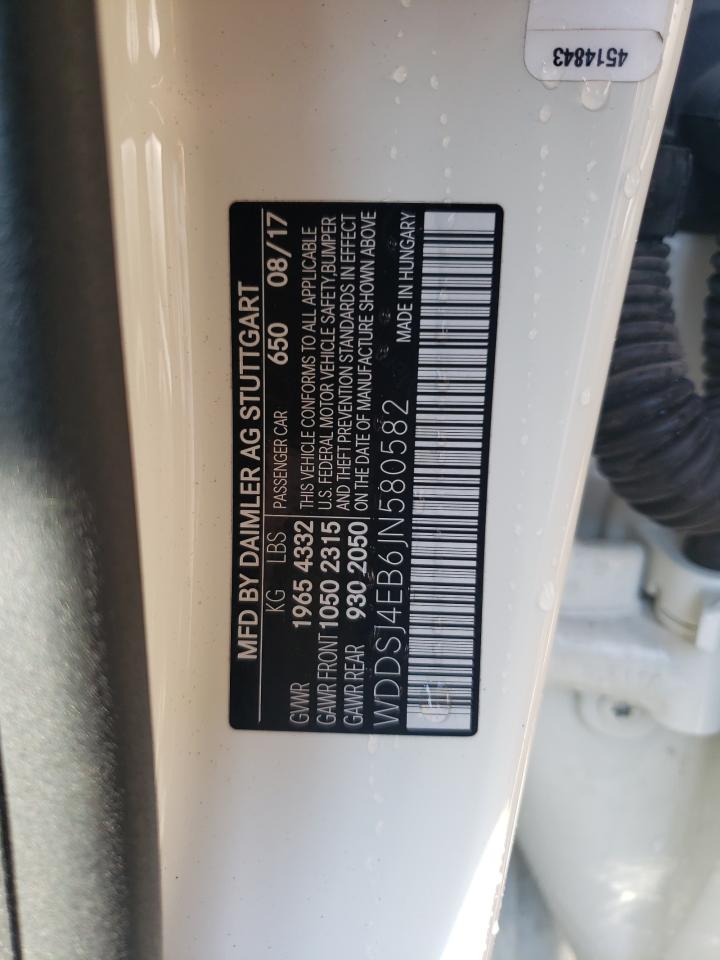 4514843
MFD BY DAIMLER AG STUTTGART
KG LBS PASSENGER CAR 650 08/17
GVWR 1965 4332 THIS VEHICLE CONFORMS TO ALL APPLICABLE
GAWR FRONT 1050 2315 U.S. FEDERAL MOTOR VEHICLE SAFETY, BUMPER
GAWR REAR 930 2050 AND THEFT PREVENTION STANDARDS IN EFFECT
ON THE DATE OF MANUFACTURE SHOWN ABOVE
WDDSJ4EB6JN580582 MADE IN HUNGARY